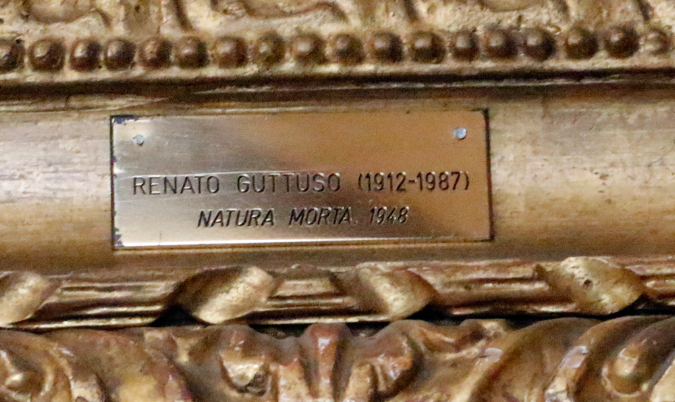 RENATO GUTTUSO (1912-1987)
NATURA MORTA, 1948